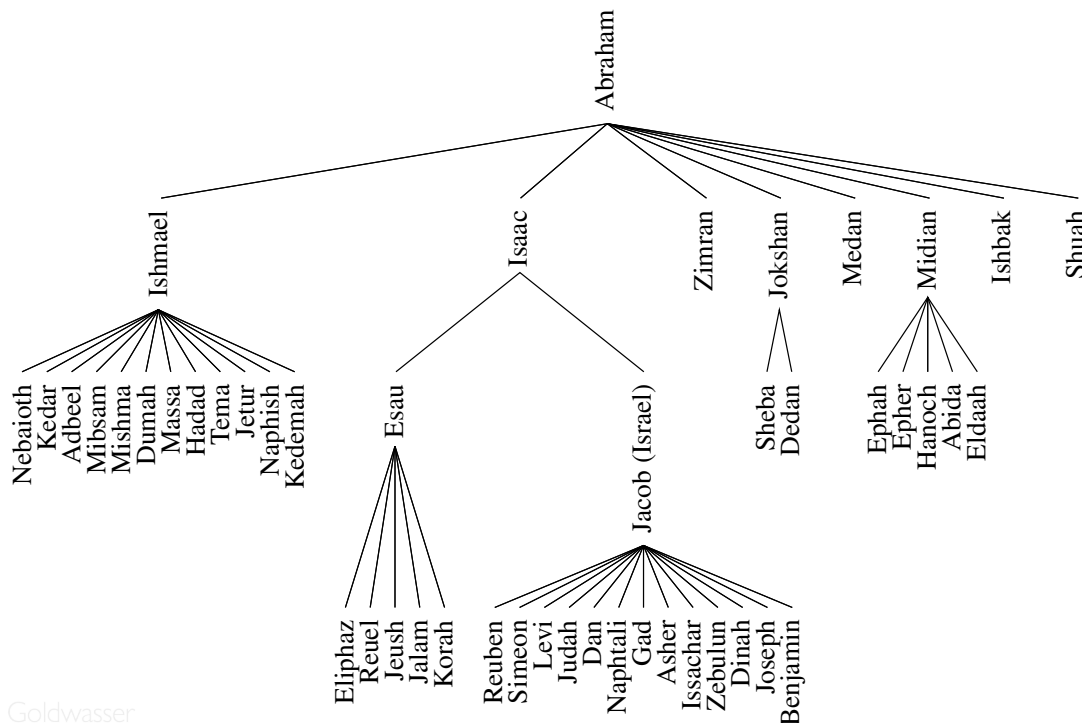 Abraham
Ishmael
Isaac
Zimran
Jokshan
Medan
Midian
Ishbak
Shuah
Nebaioth
Kedar
Adbeel
Mibsam
Mishma
Dumah
Massa
Hadad
Tema
Jetur
Naphish
Kedemah
Esau
Jacob (Israel)
Sheba
Dedan
Ephah
Epher
Hanoch
Abida
Eldaah
Eliphaz
Reuel
Jeush
Jalam
Korah
Reuben
Simeon
Levi
Judah
Dan
Naphtali
Gad
Asher
Issachar
Zebulun
Dinah
Joseph
Benjamin
Goldwasser